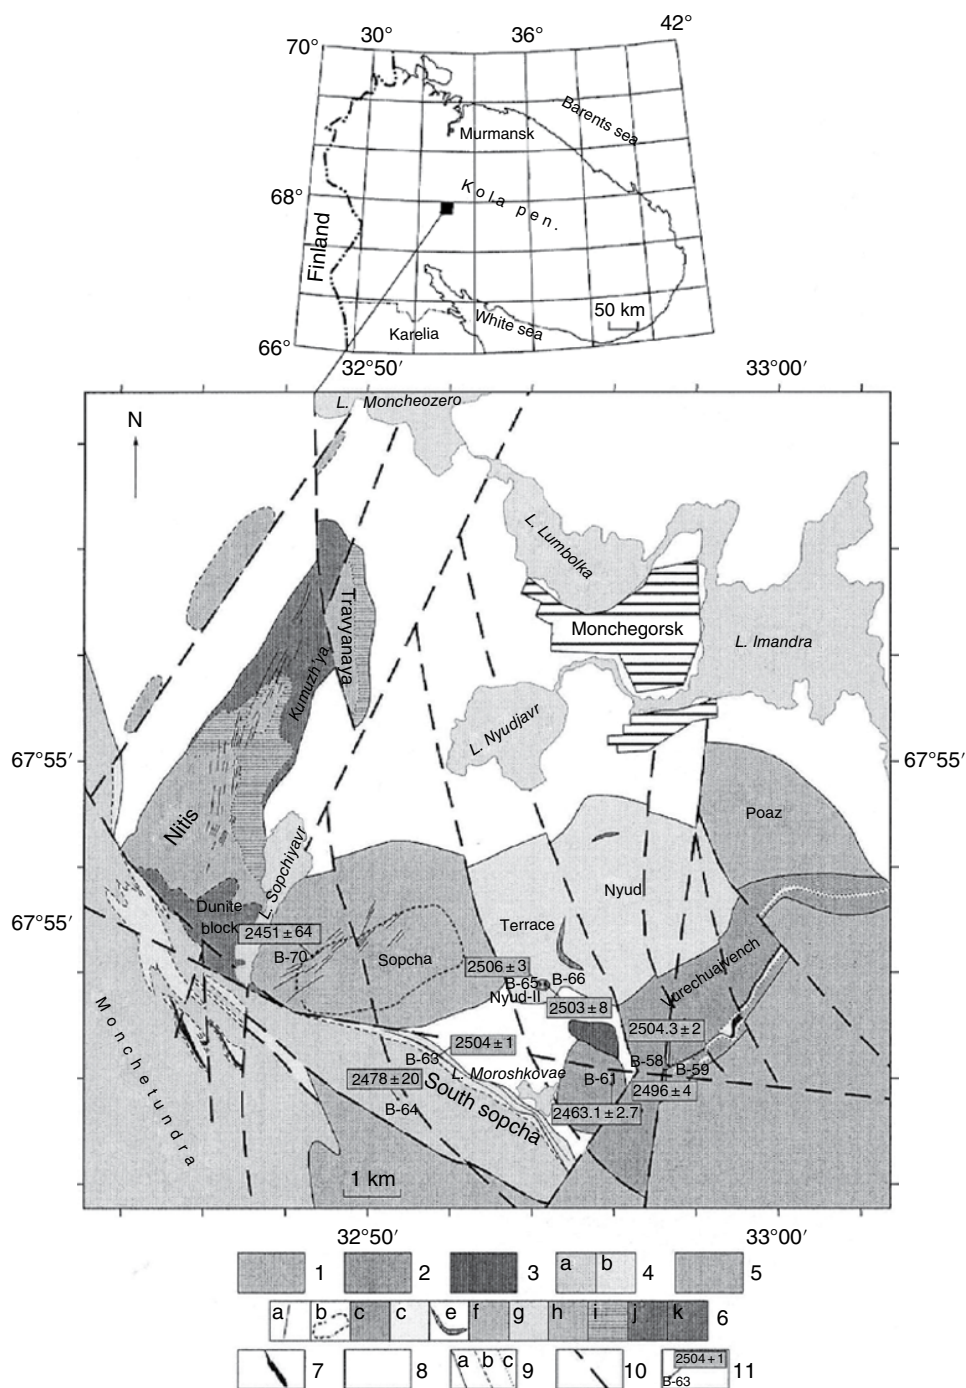 42°
30°
36°
70°
Barents sea
Murmansk
Kola pen.
68°
Finland
50 km
White sea
Karelia
66°
32°50′
33°00′
L. Moncheozero
N
L. Lumbolka
Travyanaya
Monchegorsk
L. Imandra
Kumuzh'ya
L. Nyudjavr
67°55′
67°55′
Poaz
Nitis
L. Sopchiyavr
Nyud
Dunite
block
67°55′
Terrace
2451 ± 64
B-70
Sopcha
2506 ± 3
Vurechuaivench
B-65
B-66
Nyud-II
2503 ± 8
Monchetundra
2504.3 ± 2
2504 ± 1
B-63
B-58
B-59
L. Moroshkovae
2478 ± 20
B-61
2496 ± 4
B-64
South sopcha
2463.1 ± 2.7
1 km
32°50′
33°00′
1
2
3
a
b
4
5
a
b
c
c
e
f
g
h
i
j
k
6
7
8
a
b
c
9
10
2504 + 1
B-63
11